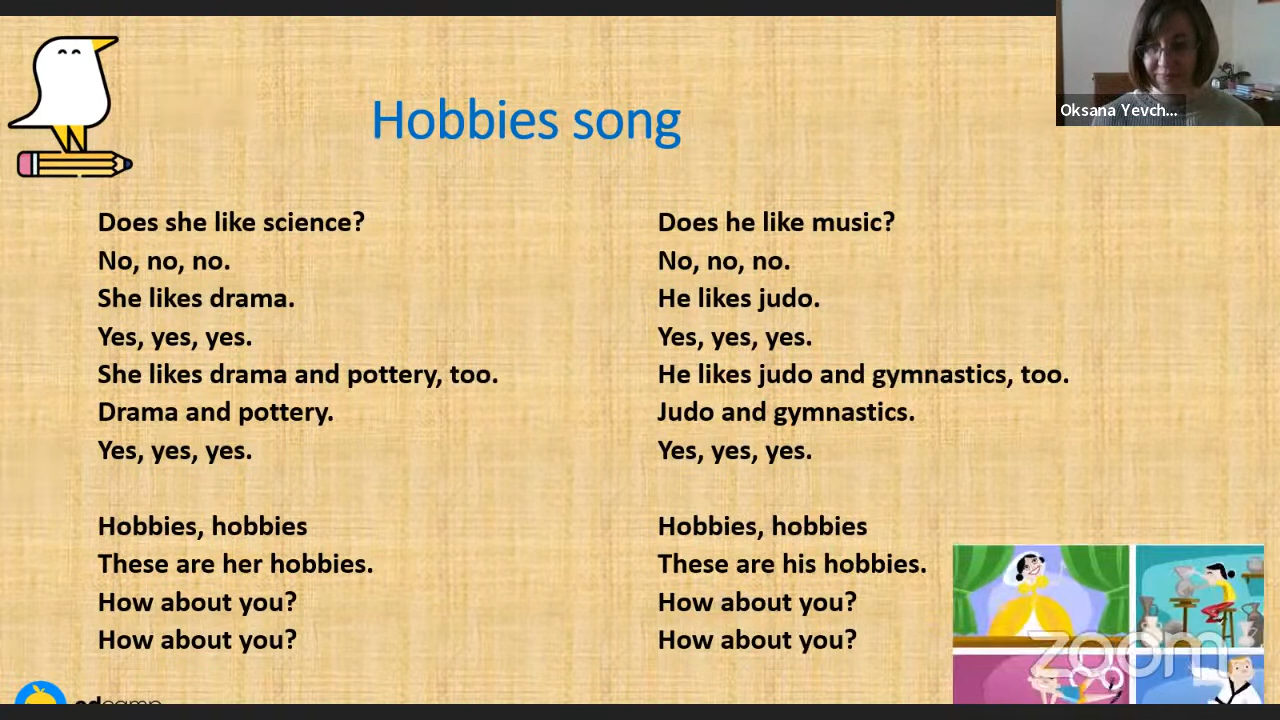 Oksana Yevch...
Hobbies song
Does she like science?
No, no, no.
She likes drama.
Yes, yes, yes.
She likes drama and pottery, too.
Drama and pottery.
Yes, yes, yes.
Hobbies, hobbies
These are her hobbies.
How about you?
How about you?
Does he like music?
No, no, no.
He likes judo.
Yes, yes, yes.
He likes judo and gymnastics, too.
Judo and gymnastics.
Yes, yes, yes.
Hobbies, hobbies
These are his hobbies.
How about you?
How about you?
zoom
edcamp